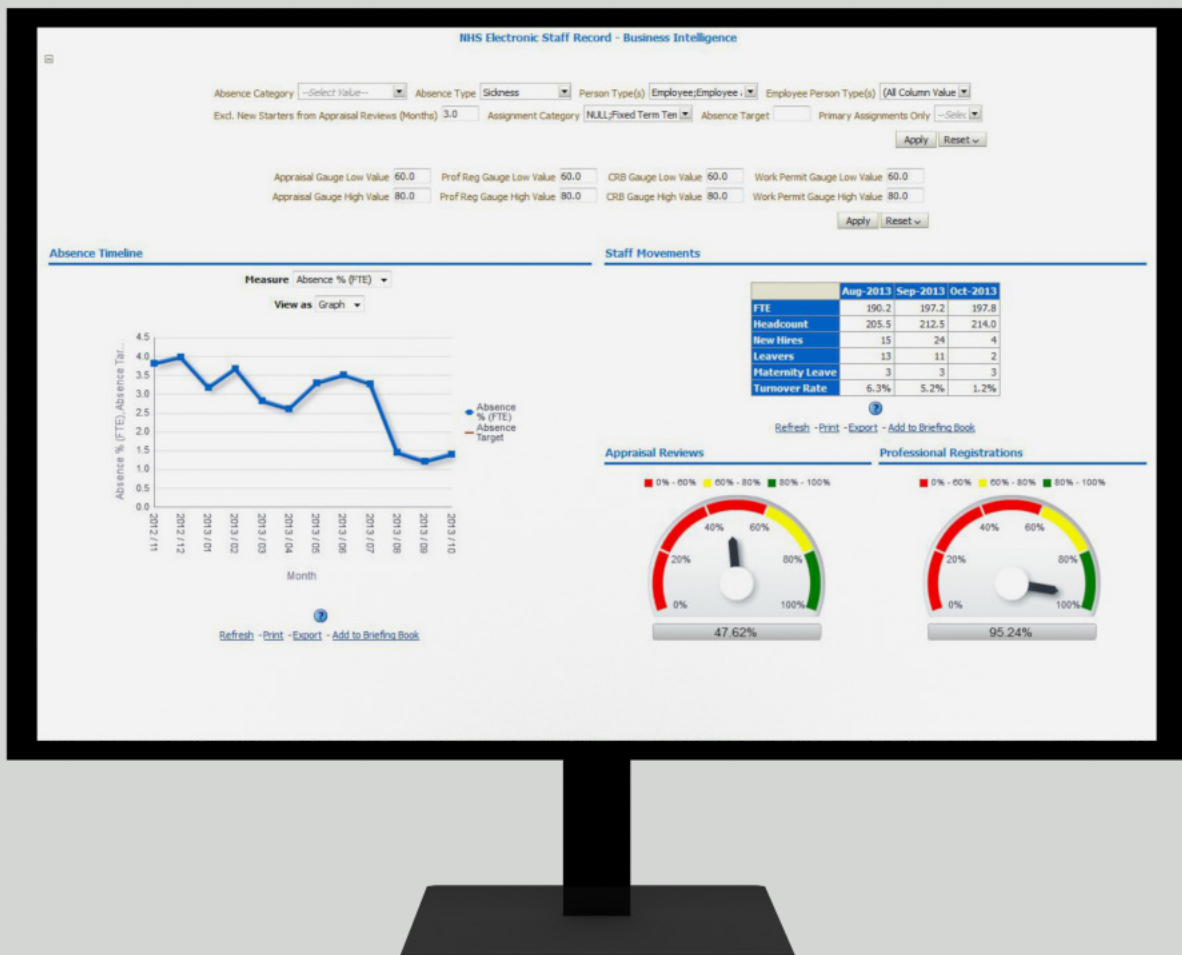 NHS Electronic Staff Record - Business Intelligence
Absence Category --Select Value-- Absence Type Sickness Person Type(s) Employee;Employee Employee Person Type(s) (All Column Value
Excl. New Starters from Appraisal Reviews (Months) 3.0 Assignment Category NULL;Fixed Term Ten Absence Target Primary Assignments Only --Selec
Apply Reset
Appraisal Gauge Low Value 60.0 Prof Reg Gauge Low Value 60.0 CRB Gauge Low Value 60.0 Work Permit Gauge Low Value 60.0
Appraisal Gauge High Value 80.0 Prof Reg Gauge High Value 80.0 CRB Gauge High Value 80.0 Work Permit Gauge High Value 80.0
Apply Reset
Absence Timeline
Measure Absence % (FTE)
View as Graph
Absence % (FTE),Absence Tar...
4.5
4.0
3.5
3.0
2.5
2.0
1.5
1.0
0.5
0.0
2012 / 11
2012 / 12
2013 / 01
2013 / 02
2013 / 03
2013 / 04
2013 / 05
2013 / 06
2013 / 07
2013 / 08
2013 / 09
2013 / 10
Month
Absence
% (FTE)
Absence
Target
?
Refresh - Print - Export - Add to Briefing Book
Staff Movements
Aug-2013 Sep-2013 Oct-2013
FTE 190.2 197.2 197.8
Headcount 205.5 212.5 214.0
New Hires 15 24 4
Leavers 13 11 2
Maternity Leave 3 3 3
Turnover Rate 6.3% 5.2% 1.2%
?
Refresh - Print - Export - Add to Briefing Book
Appraisal Reviews
0% - 60% 60% - 80% 80% - 100%
0%
20%
40%
60%
80%
100%
47.62%
Professional Registrations
0% - 60% 60% - 80% 80% - 100%
0%
20%
40%
60%
80%
100%
95.24%